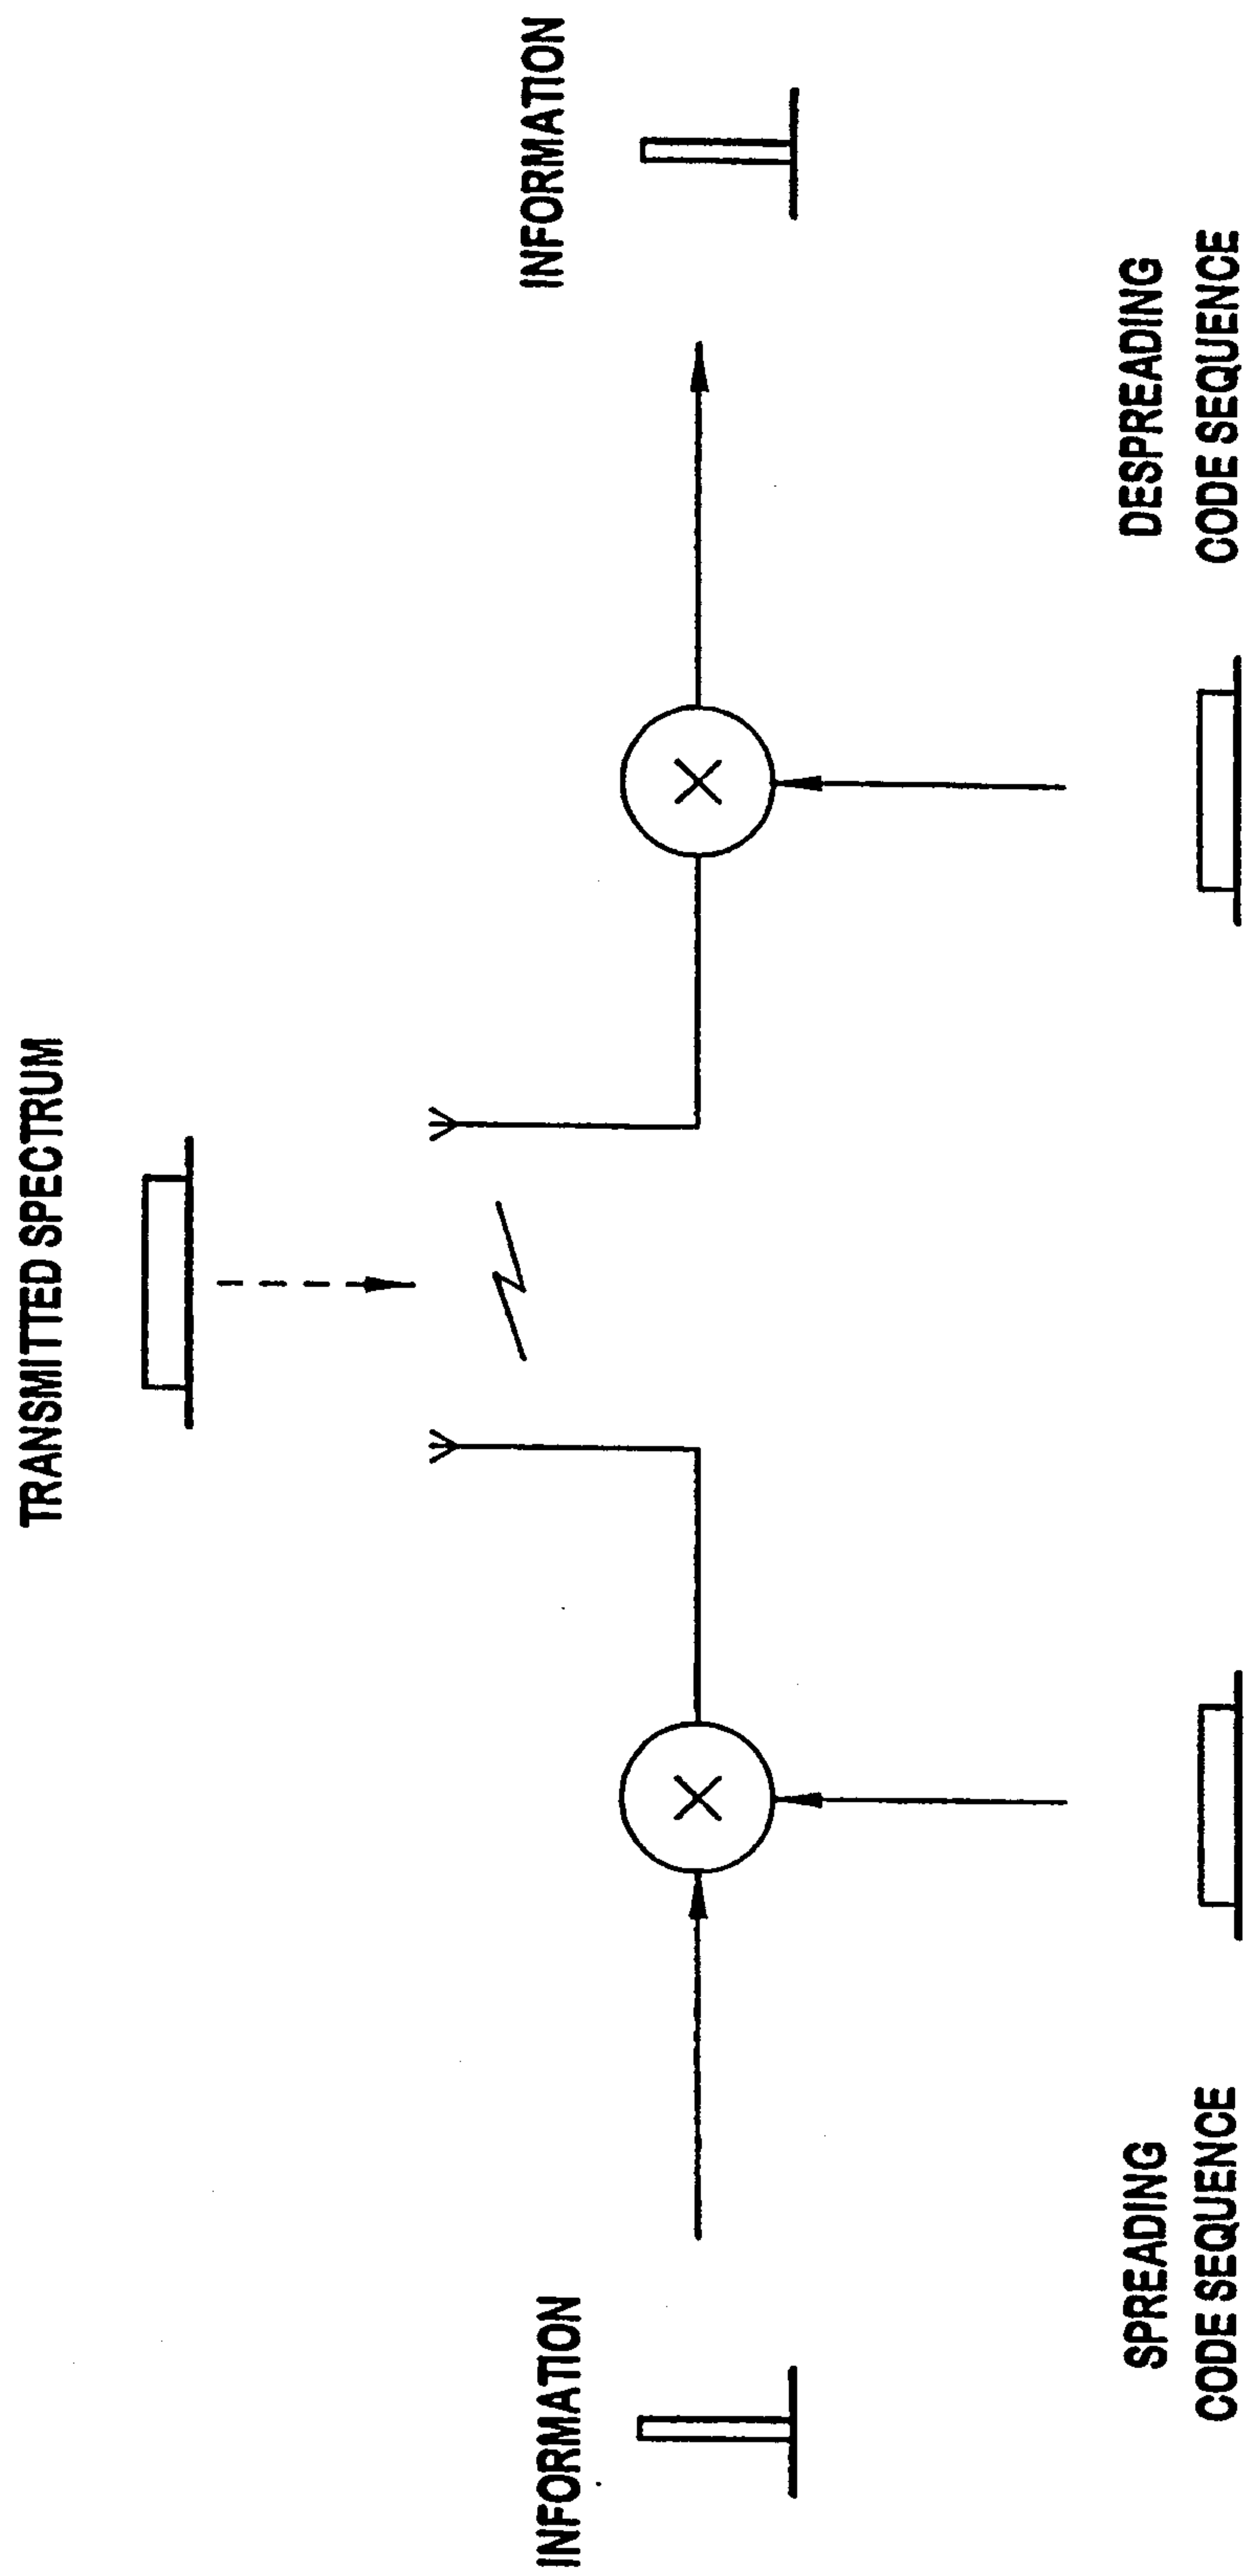 TRANSMITTED SPECTRUM
INFORMATION
INFORMATION
SPREADING
CODE SEQUENCE
DESPREADING
CODE SEQUENCE